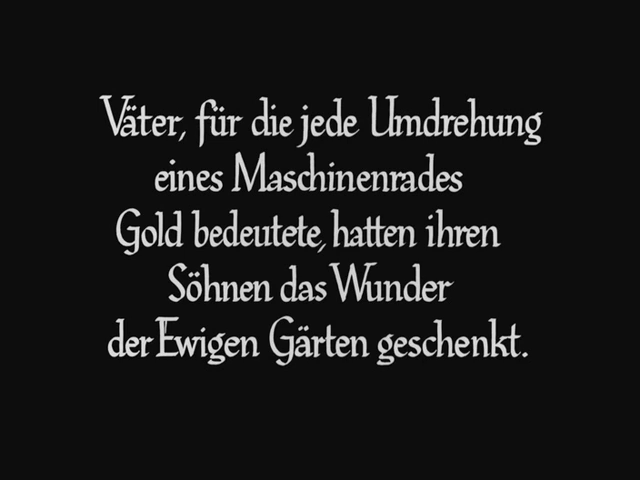 Väter, für die jede Umdrehung
eines Maschinenrades
Gold bedeutete, hatten ihren
Söhnen das Wunder
der Ewigen Gärten geschenkt.